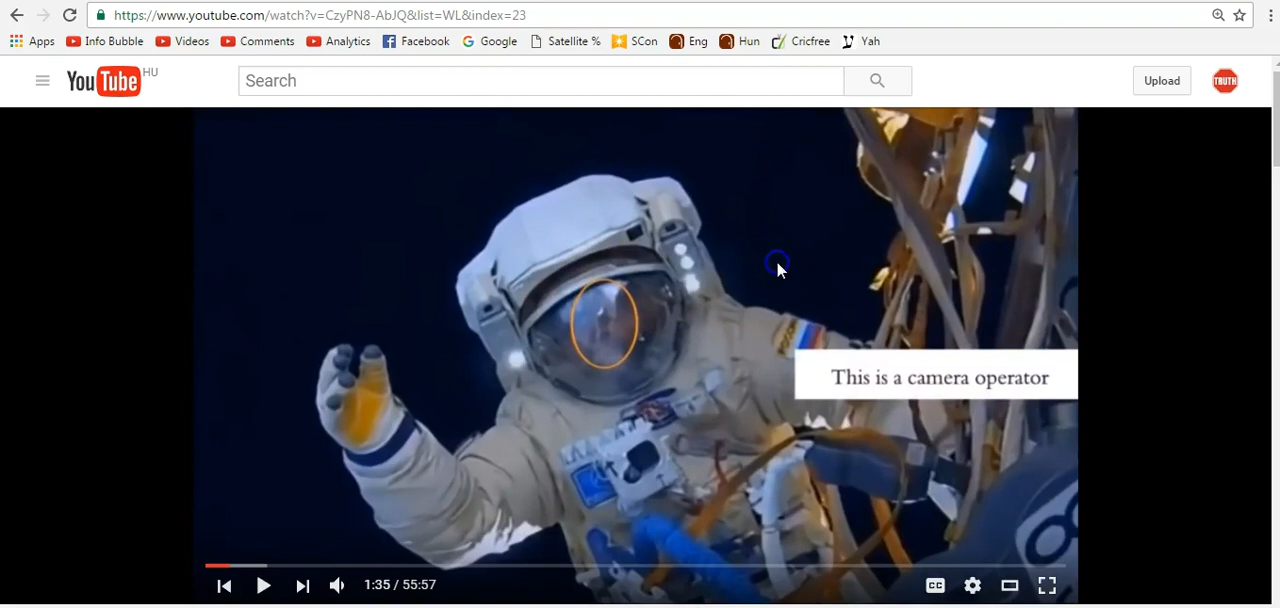 https://www.youtube.com/watch?v=CzyPN8-AbJQ&list=WL&index=23
Apps Info Bubble Videos Comments Analytics Facebook Google Satellite % SCon Eng Hun Cricfree Yah
YouTube HU Search Upload TRUTH
This is a camera operator
1:35 / 55:57 CC